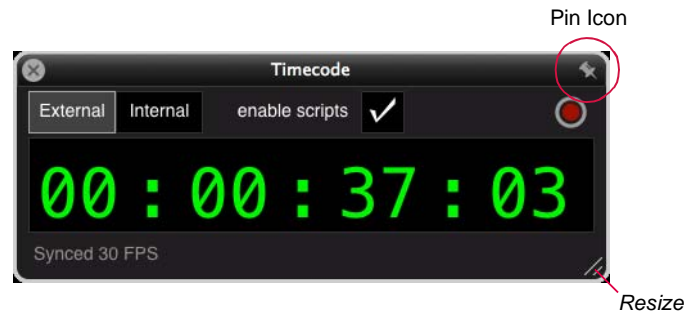 Pin Icon
Timecode
External Internal enable scripts
00 : 00 : 37 : 03
Synced 30 FPS
Resize